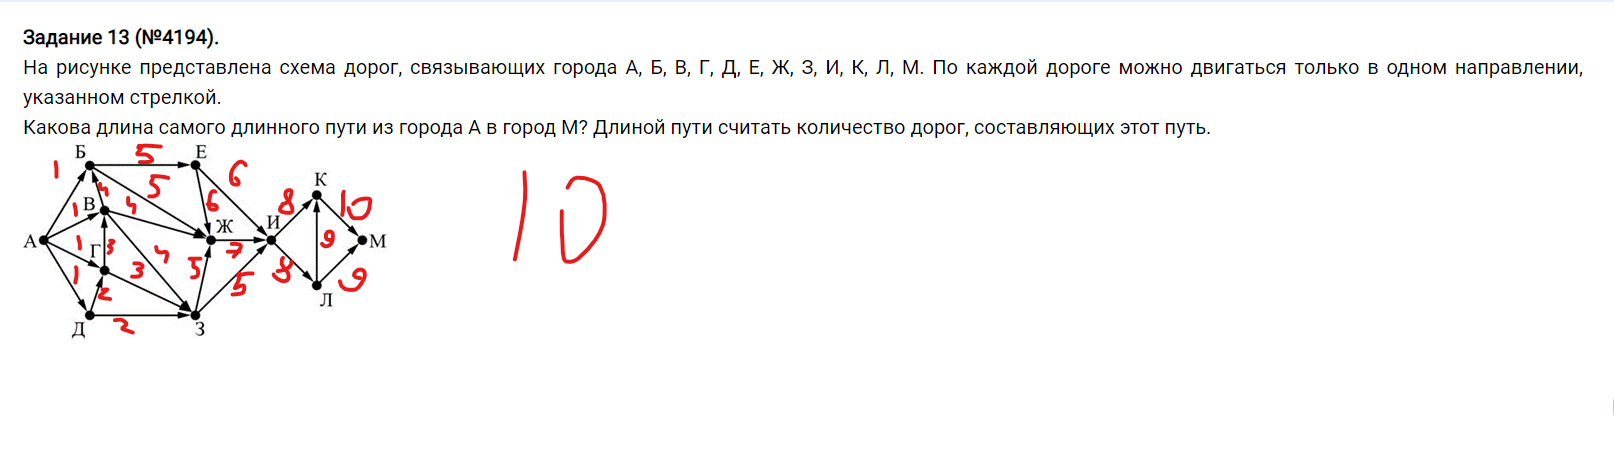 Задание 13 (№4194).
На рисунке представлена схема дорог, связывающих города А, Б, В, Г, Д, Е, Ж, З, И, К, Л, М. По каждой дороге можно двигаться только в одном направлении,
указанном стрелкой.
Какова длина самого длинного пути из города А в город М? Длиной пути считать количество дорог, составляющих этот путь.
Б 5 Е
1 5 6 К
4 6 8 10
1 В 4 Ж И
А 1 Г 3 4 7 9 М
1 3 5 8 9
2 5 Л
Д 2 З
10